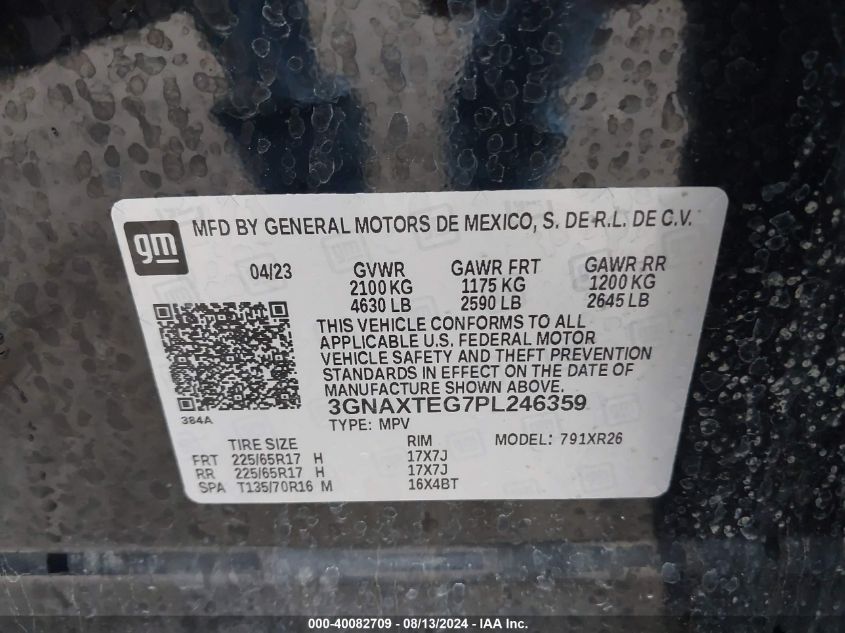 gm
MFD BY GENERAL MOTORS DE MEXICO, S. DE R.L. DE C.V.
04/23 GVWR GAWR FRT GAWR RR
2100 KG 1175 KG 1200 KG
4630 LB 2590 LB 2645 LB
THIS VEHICLE CONFORMS TO ALL
APPLICABLE U.S. FEDERAL MOTOR
VEHICLE SAFETY AND THEFT PREVENTION
STANDARDS IN EFFECT ON THE DATE OF
MANUFACTURE SHOWN ABOVE.
384A
3GNAXTEG7PL246359
TYPE: MPV
TIRE SIZE RIM MODEL: 791XR26
FRT 225/65R17 H 17X7J
RR 225/65R17 H 17X7J
SPA T135/70R16 M 16X4BT
000-40082709 - 08/13/2024 - IAA Inc.